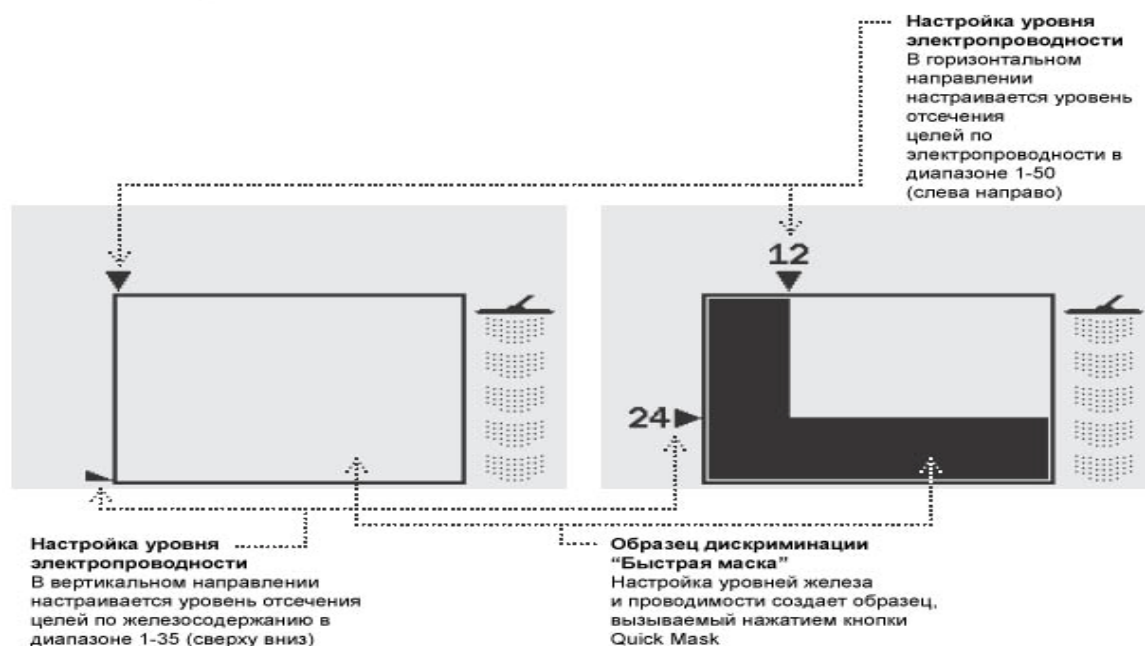 Настройка уровня
электропроводности
В горизонтальном
направлении
настраивается уровень
отсечения
целей по
электропроводности в
диапазоне 1-50
(слева направо)
12
24
Настройка уровня
электропроводности
В вертикальном направлении
настраивается уровень отсечения
целей по железосодержанию в
диапазоне 1-35 (сверху вниз)
Образец дискриминации
“Быстрая маска”
Настройка уровней железа
и проводимости создает образец,
вызываемый нажатием кнопки
Quick Mask